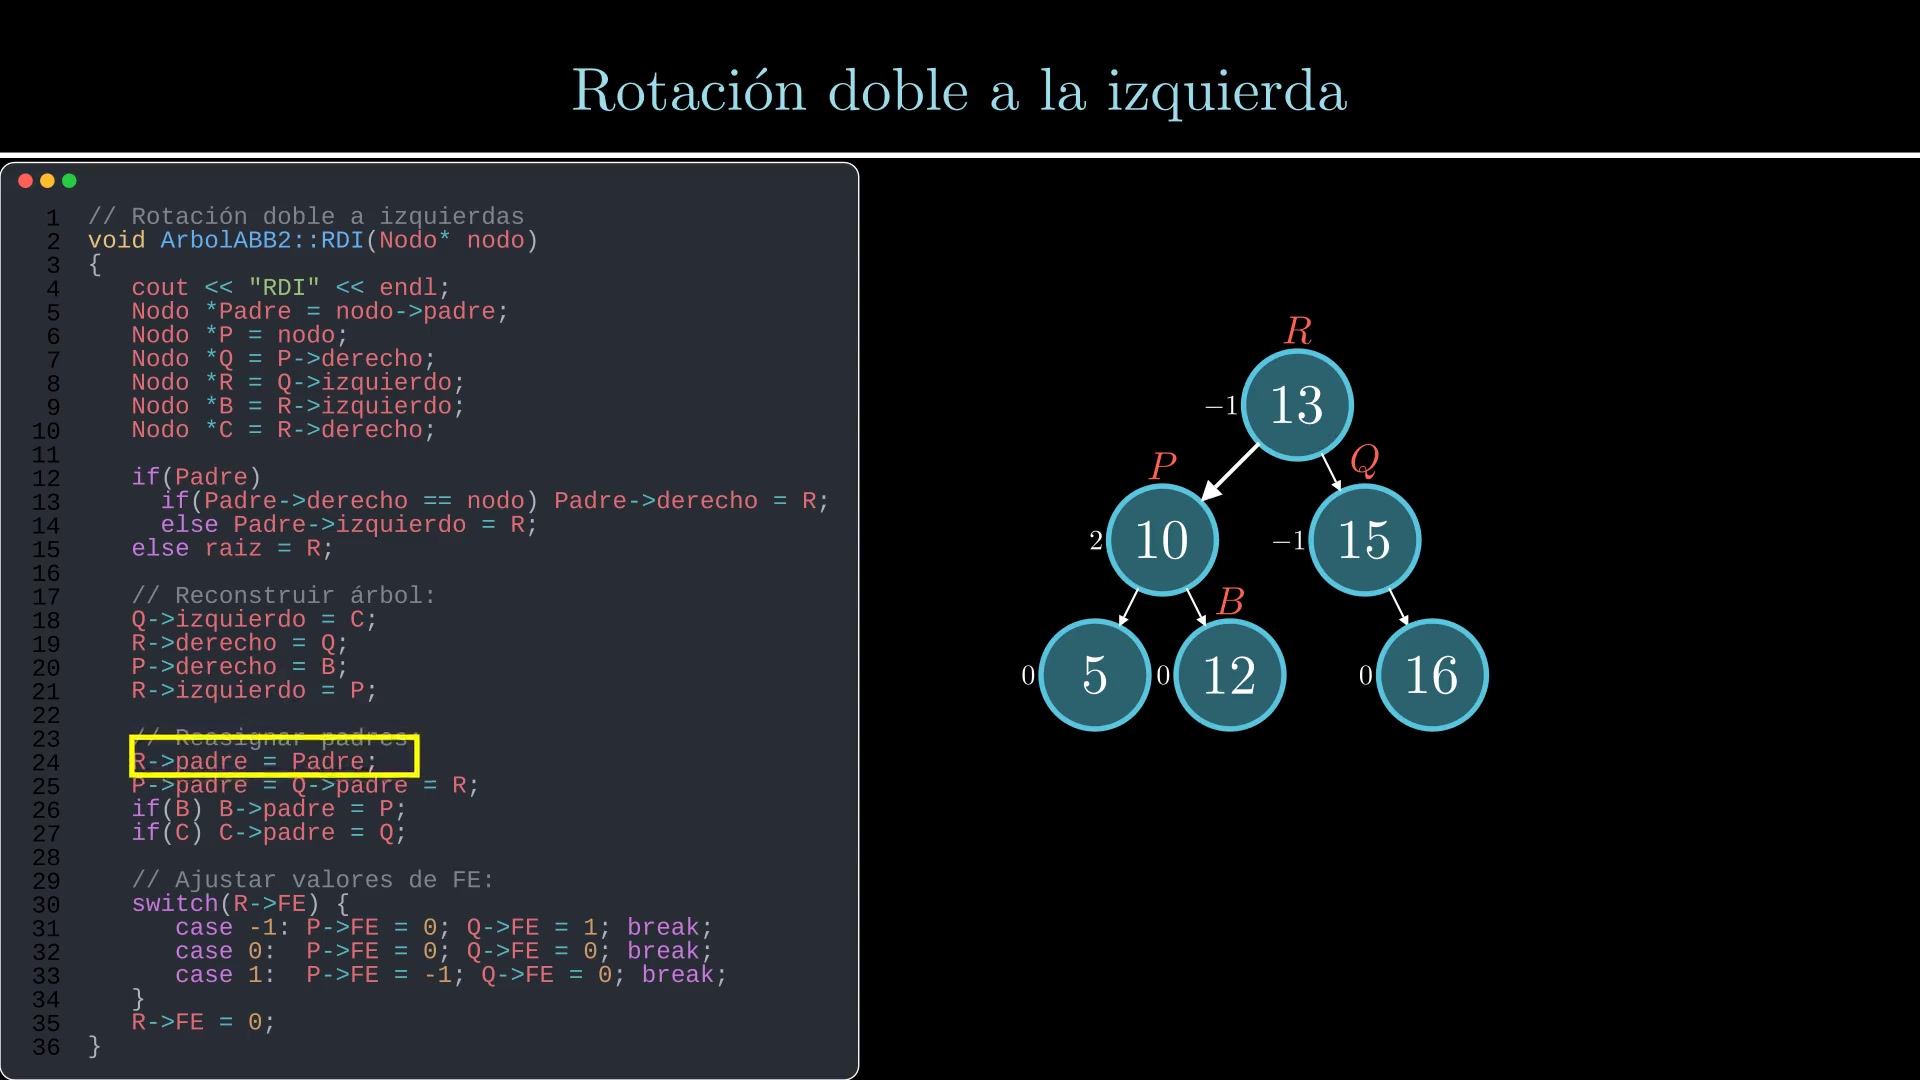 Rotación doble a la izquierda
1 // Rotación doble a izquierdas
2 void ArbolABB2::RDI(Nodo* nodo)
3 {
4 cout << "RDI" << endl;
5 Nodo *Padre = nodo->padre;
6 Nodo *P = nodo;
7 Nodo *Q = P->derecho;
8 Nodo *R = Q->izquierdo;
9 Nodo *B = R->izquierdo;
10 Nodo *C = R->derecho;
11
12 if(Padre)
13 if(Padre->derecho == nodo) Padre->derecho = R;
14 else Padre->izquierdo = R;
15 else raiz = R;
16
17 // Reconstruir árbol:
18 Q->izquierdo = C;
19 R->derecho = Q;
20 P->derecho = B;
21 R->izquierdo = P;
22
23 // Reasignar padres:
24 R->padre = Padre;
25 P->padre = Q->padre = R;
26 if(B) B->padre = P;
27 if(C) C->padre = Q;
28
29 // Ajustar valores de FE:
30 switch(R->FE) {
31 case -1: P->FE = 0; Q->FE = 1; break;
32 case 0: P->FE = 0; Q->FE = 0; break;
33 case 1: P->FE = -1; Q->FE = 0; break;
34 }
35 R->FE = 0;
36 }
R
−1 13
P Q
2 10 −1 15
B
0 5 0 12 0 16